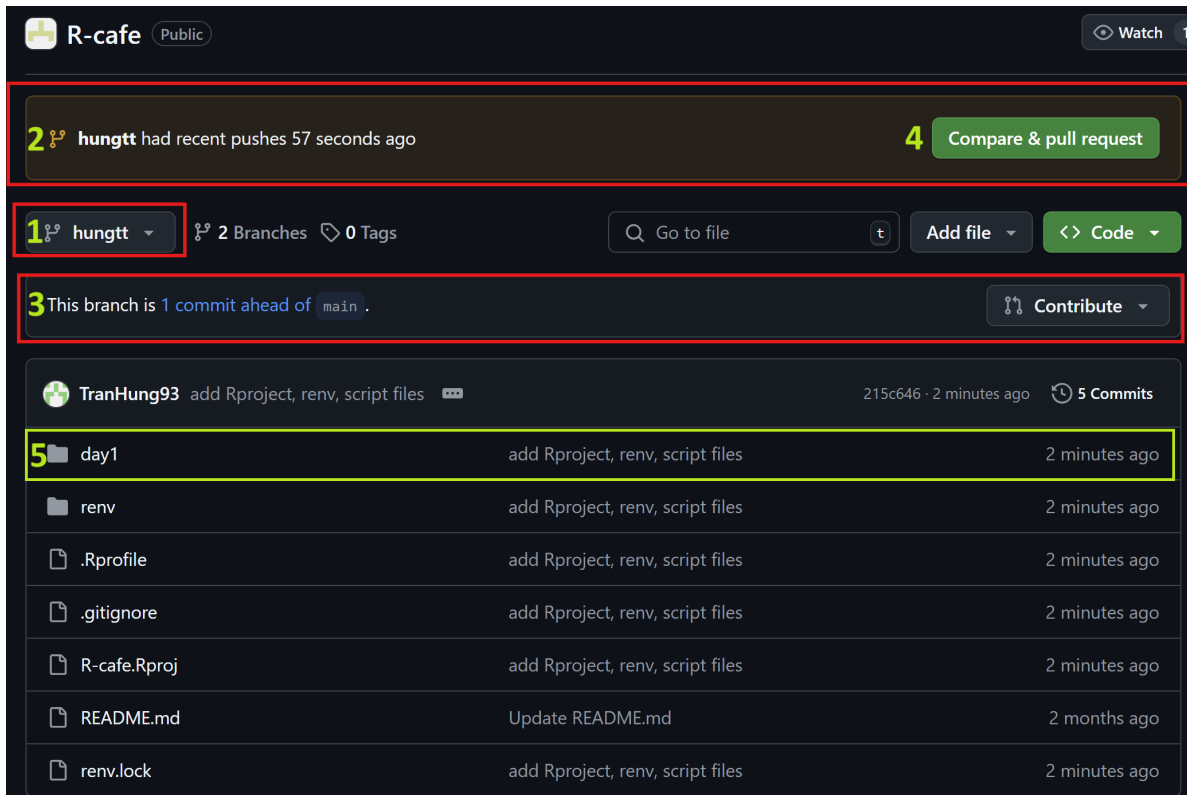 R-cafe Public Watch 1
2 hungtt had recent pushes 57 seconds ago 4 Compare & pull request
1 hungtt 2 Branches 0 Tags Go to file t Add file Code
3 This branch is 1 commit ahead of main . Contribute
TranHung93 add Rproject, renv, script files 215c646 · 2 minutes ago 5 Commits
5 day1 add Rproject, renv, script files 2 minutes ago
renv add Rproject, renv, script files 2 minutes ago
.Rprofile add Rproject, renv, script files 2 minutes ago
.gitignore add Rproject, renv, script files 2 minutes ago
R-cafe.Rproj add Rproject, renv, script files 2 minutes ago
README.md Update README.md 2 months ago
renv.lock add Rproject, renv, script files 2 minutes ago